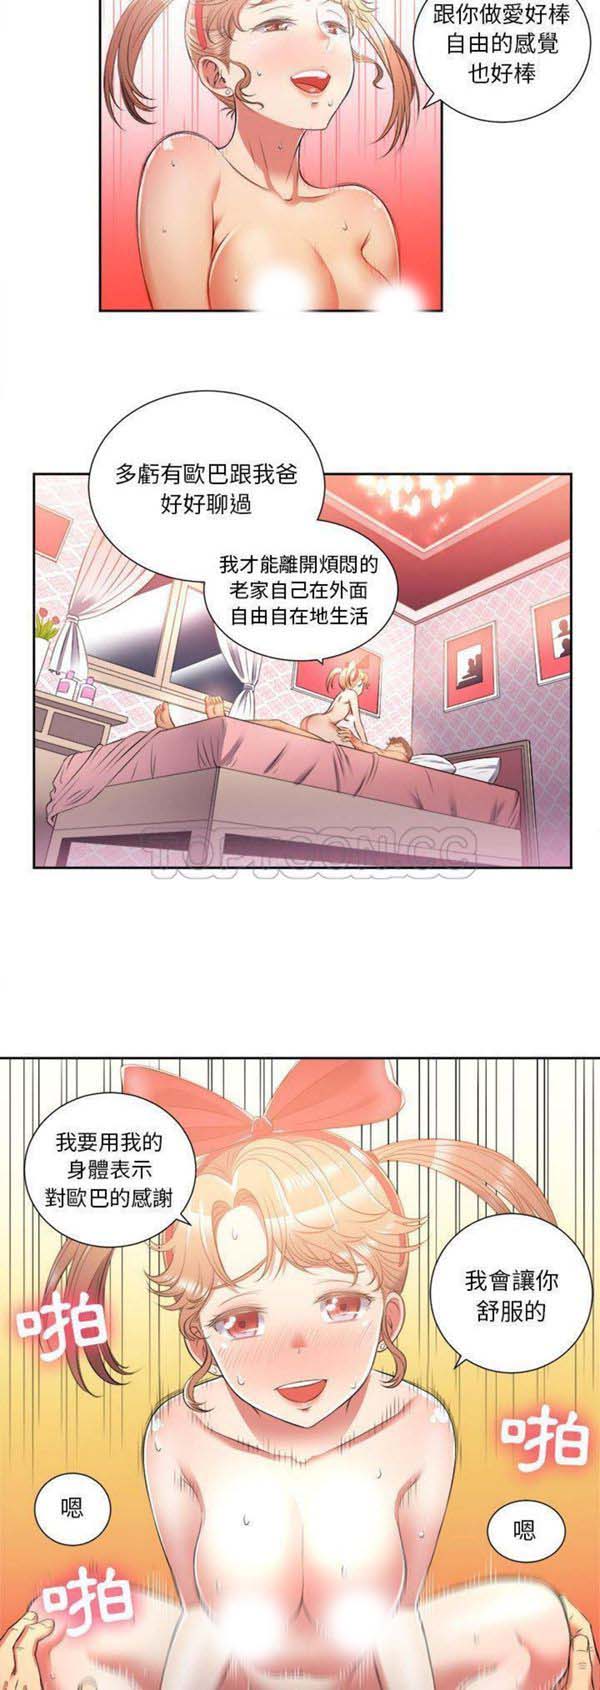 跟你做愛好棒
自由的感覺
也好棒
多虧有歐巴跟我爸
好好聊過
我才能離開煩悶的
老家自己在外面
自由自在地生活
TOPTOON.CC
我要用我的
身體表示
對歐巴的感謝
我會讓你
舒服的
啪
啪
嗯
嗯
啪